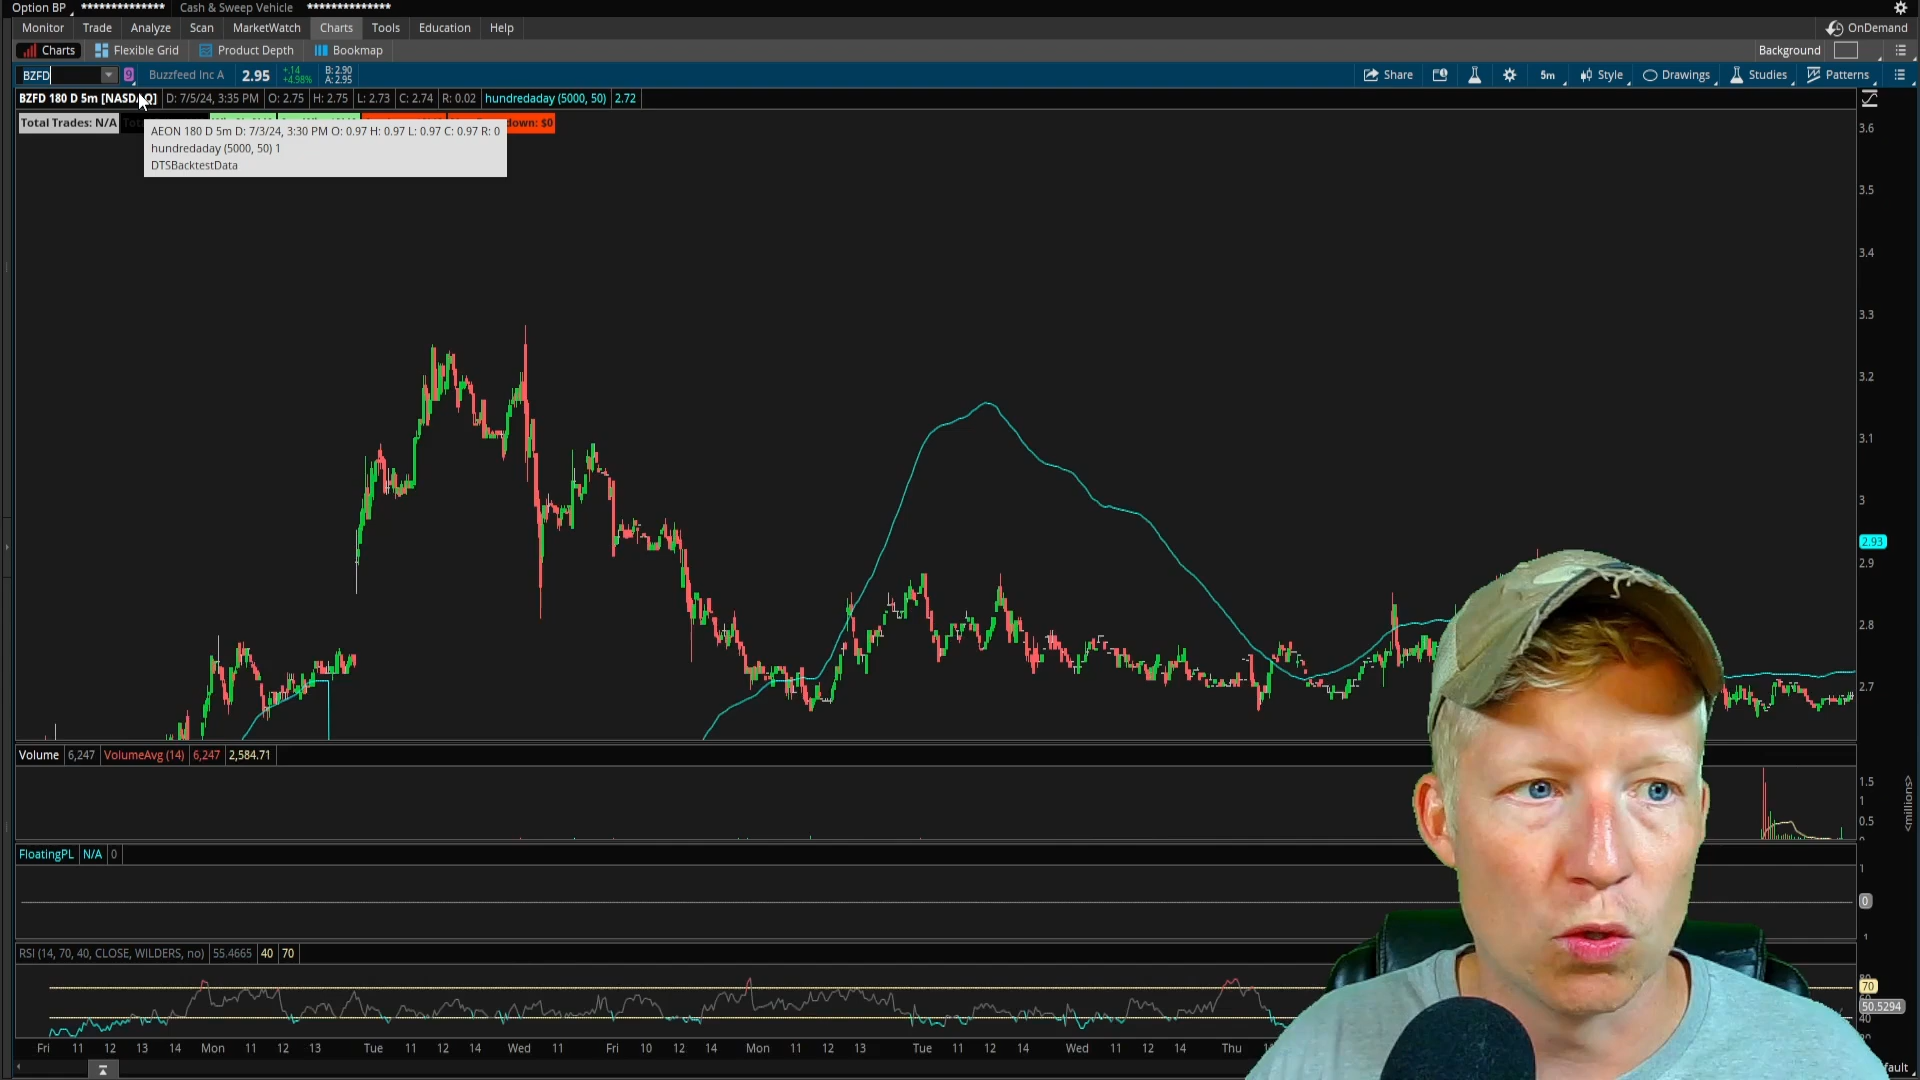 Option BP ************** Cash & Sweep Vehicle **************
Monitor Trade Analyze Scan MarketWatch Charts Tools Education Help OnDemand
Charts Flexible Grid Product Depth Bookmap Background
BZFD 9 Buzzfeed Inc A 2.95 +.14 +4.98% B: 2.90 A: 2.95 Share 5m Style Drawings Studies Patterns
BZFD 180 D 5m [NASDAQ] D: 7/5/24, 3:35 PM O: 2.75 H: 2.75 L: 2.73 C: 2.74 R: 0.02 hundredaday (5000, 50) 2.72
Total Trades: N/A down: $0
AEON 180 D 5m D: 7/3/24, 3:30 PM O: 0.97 H: 0.97 L: 0.97 C: 0.97 R: 0
hundredaday (5000, 50) 1
DTSBacktestData
3.6
3.5
3.4
3.3
3.2
3.1
3
2.93
2.9
2.8
2.7
Volume 6,247 VolumeAvg (14) 6,247 2,584.71
1.5
1
0.5
<millions>
FloatingPL N/A 0
1
0
RSI (14, 70, 40, CLOSE, WILDERS, no) 55.4665 40 70
70
50.5294
40
Fri 11 12 13 14 Mon 11 12 13 Tue 11 12 14 Wed 11 12 Fri 10 12 14 Mon 11 12 13 Tue 11 12 14 Wed 11 12 14 Thu